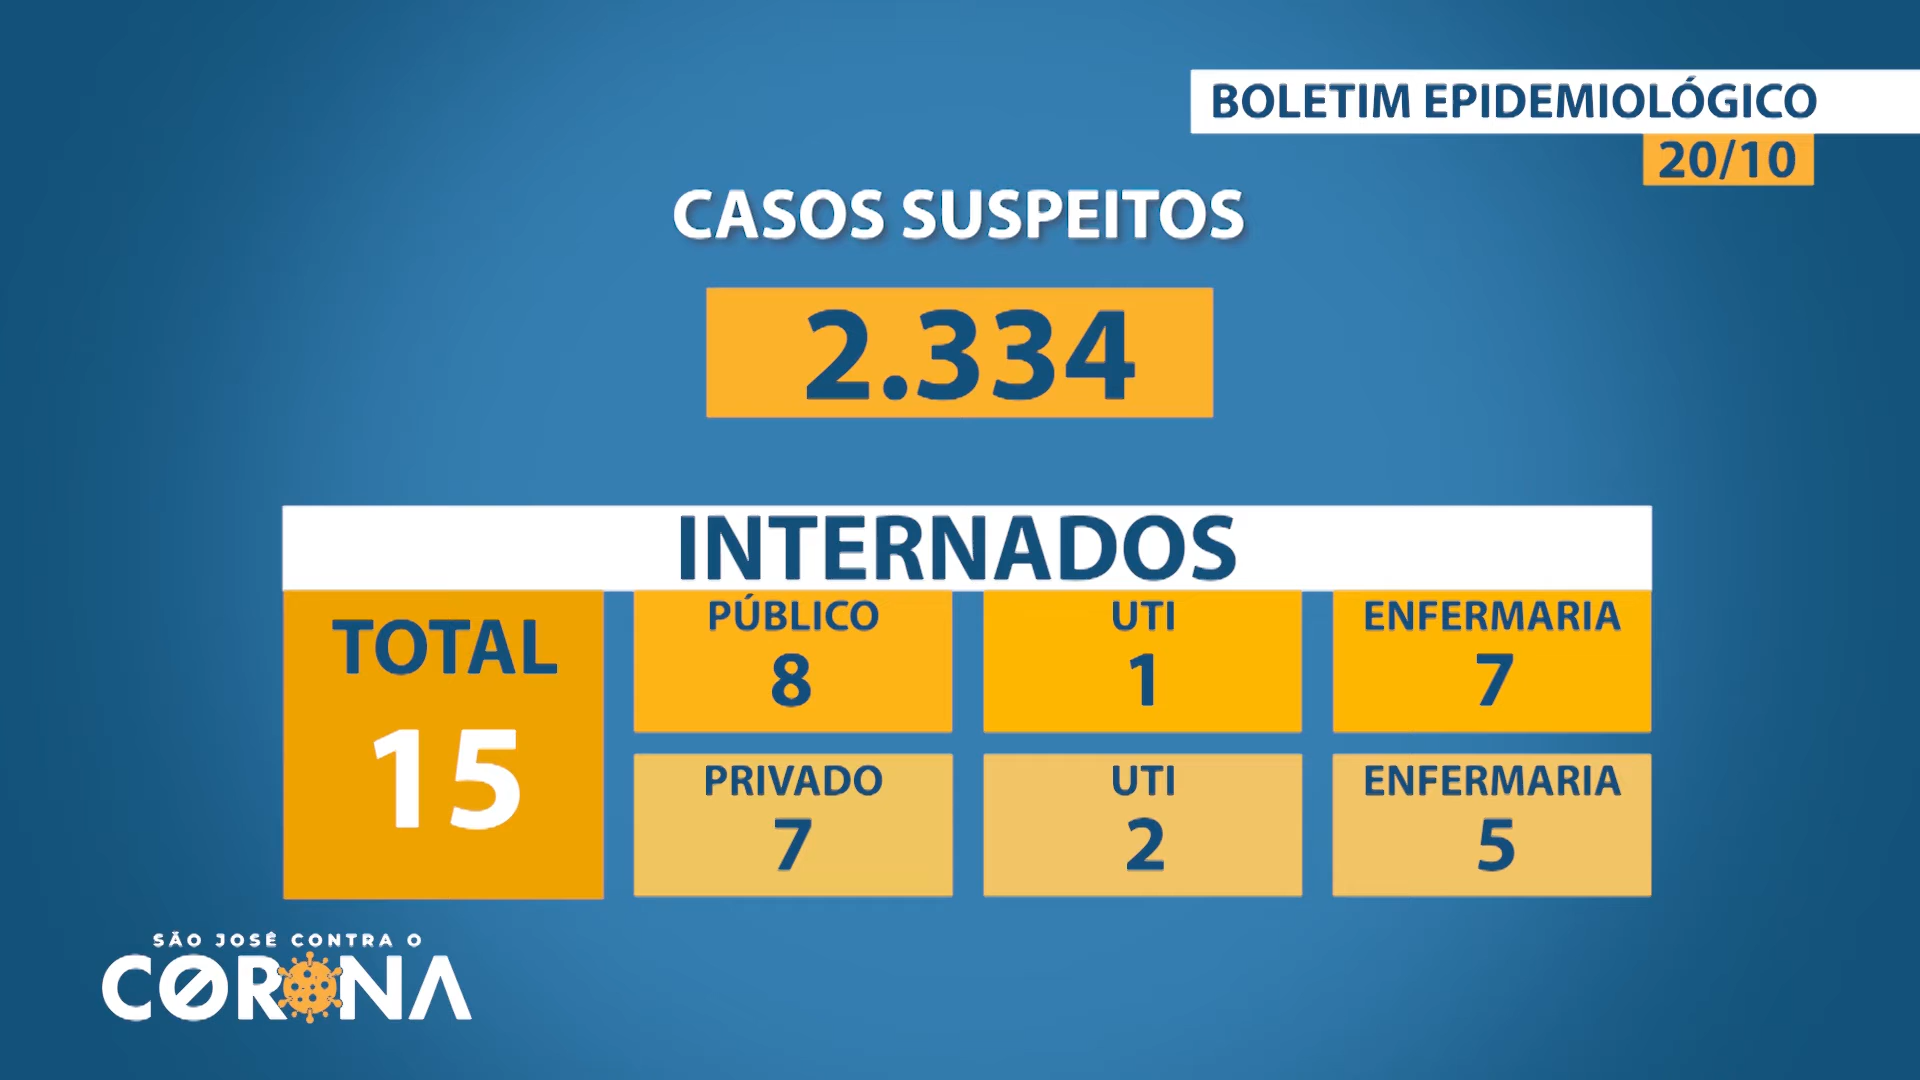 BOLETIM EPIDEMIOLÓGICO
20/10
CASOS SUSPEITOS
2.334
INTERNADOS
TOTAL
15
PÚBLICO
8
UTI
1
ENFERMARIA
7
PRIVADO
7
UTI
2
ENFERMARIA
5
SÃO JOSÉ CONTRA O
CORONA